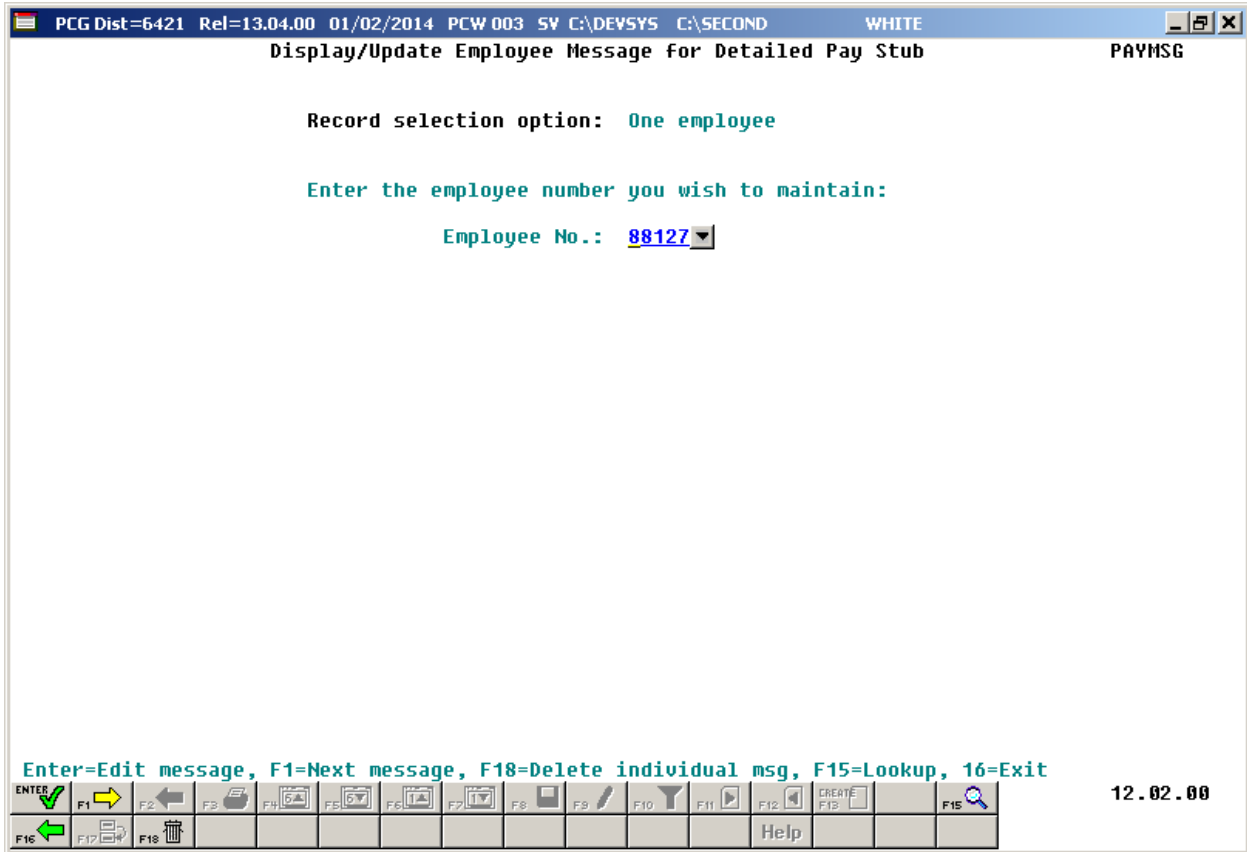 PCG Dist=6421 Rel=13.04.00 01/02/2014 PCW 003 SV C:\DEVSYS C:\SECOND WHITE
Display/Update Employee Message for Detailed Pay Stub PAYMSG
Record selection option: One employee
Enter the employee number you wish to maintain:
Employee No.: 88127
Enter=Edit message, F1=Next message, F18=Delete individual msg, F15=Lookup, 16=Exit
ENTER F1 F2 F3 F4 F5 F6 F7 F8 F9 F10 F11 F12 CREATE F13 F15 12.02.00
F16 F17 F18 Help